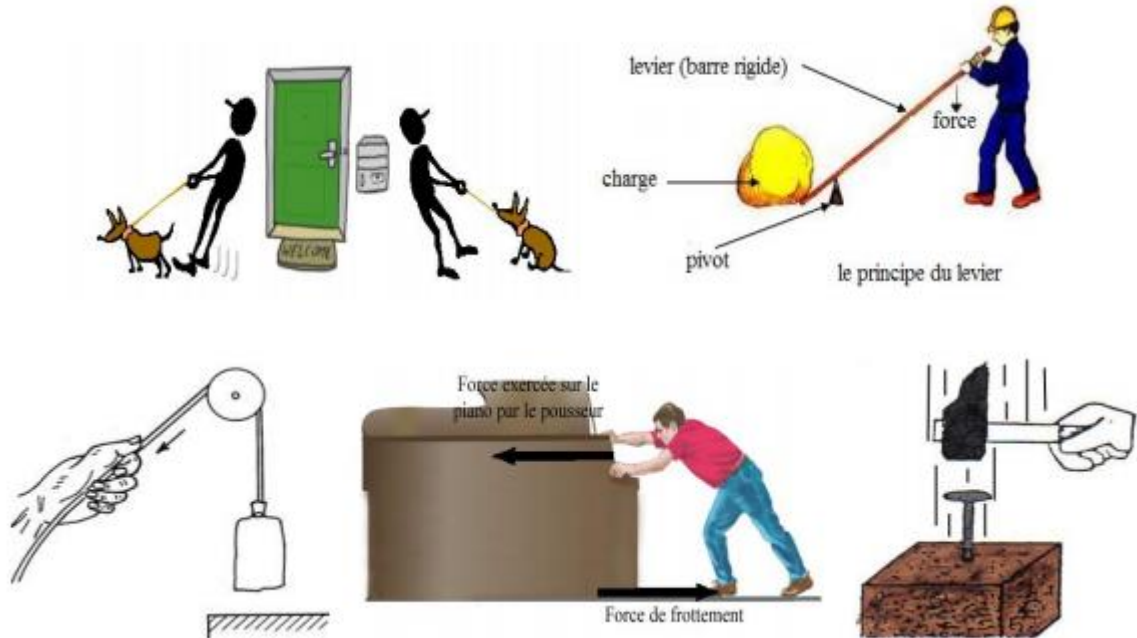 WELCOME
levier (barre rigide)
force
charge
pivot
le principe du levier
Force exercée sur le
piano par le pousseur
Force de frottement